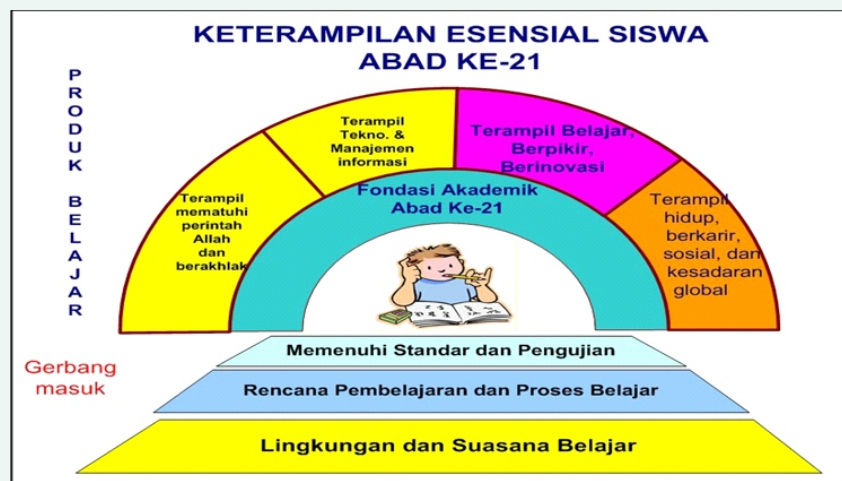 KETERAMPILAN ESENSIAL SISWA
ABAD KE-21
PRODUK BELAJAR
Terampil
mematuhi
perintah
Allah
dan
berakhlak
Terampil
Tekno. &
Manajemen
informasi
Terampil Belajar,
Berpikir,
Berinovasi
Terampil
hidup,
berkarir,
sosial, dan
kesadaran
global
Fondasi Akademik
Abad Ke-21
Gerbang
masuk
Memenuhi Standar dan Pengujian
Rencana Pembelajaran dan Proses Belajar
Lingkungan dan Suasana Belajar